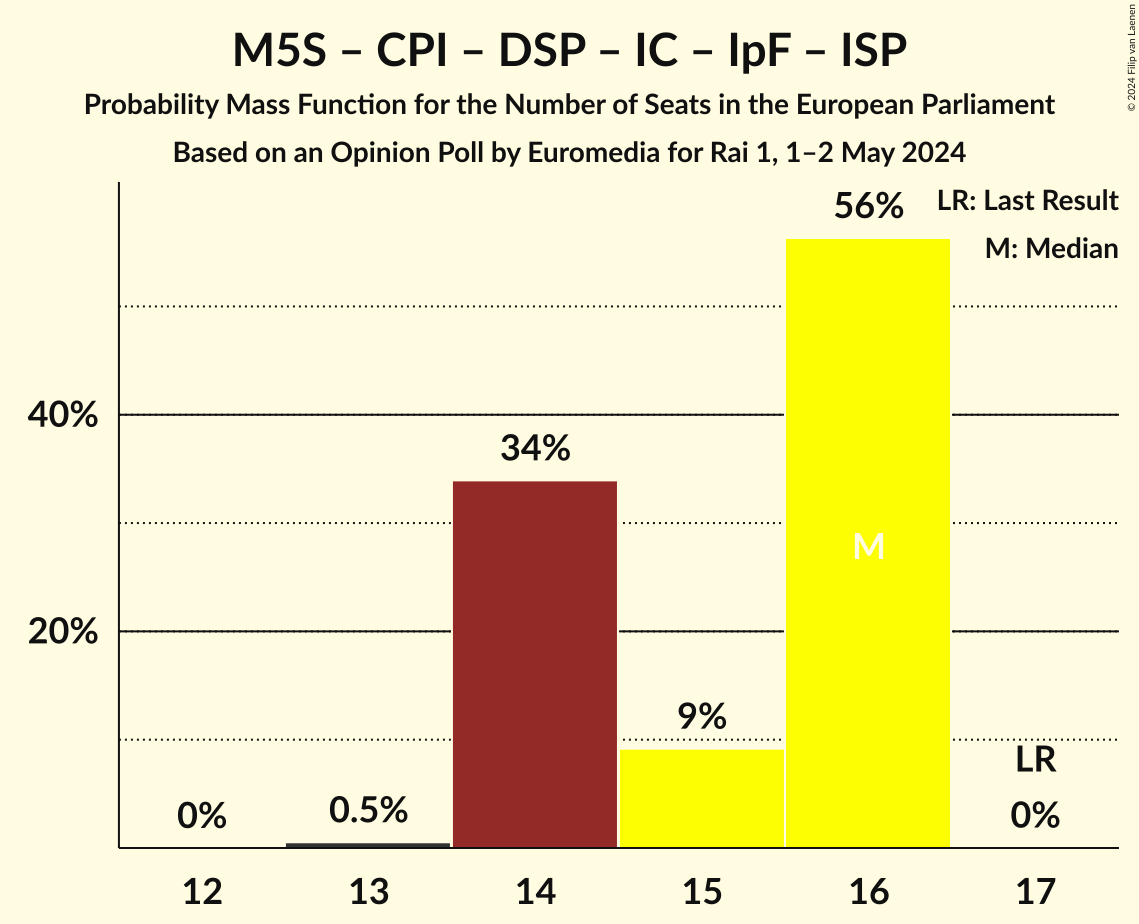 M5S – CPI – DSP – IC – IpF – ISP
Probability Mass Function for the Number of Seats in the European Parliament
Based on an Opinion Poll by Euromedia for Rai 1, 1–2 May 2024
© 2024 Filip van Laenen
LR: Last Result
M: Median
56%
40%
34%
M
20%
9%
LR
0%
0.5%
0%
12 13 14 15 16 17